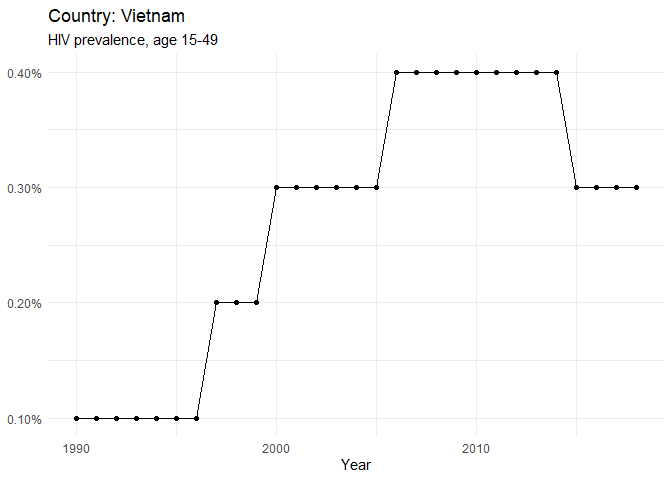 Country: Vietnam
HIV prevalence, age 15-49
0.40%
0.30%
0.20%
0.10%
1990 2000 2010
Year